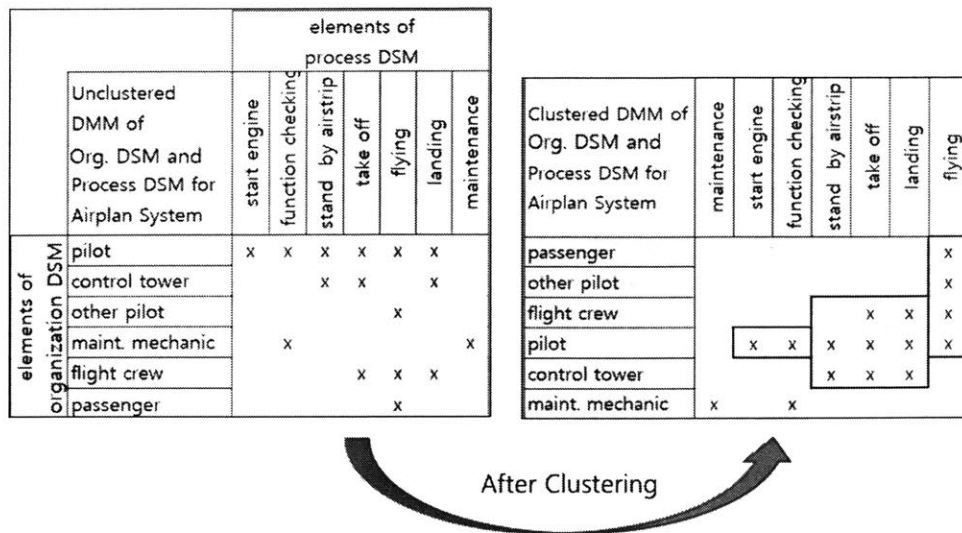 elements of
process DSM
Unclustered
DMM of
Org. DSM and
Process DSM for
Airplan System
start engine
function checking
stand by airstrip
take off
flying
landing
maintenance
elements of
organization DSM
pilot x x x x x x
control tower x x x
other pilot x
maint. mechanic x x
flight crew x x x
passenger x
Clustered DMM of
Org. DSM and
Process DSM for
Airplan System
maintenance
start engine
function checking
stand by airstrip
take off
landing
flying
passenger x
other pilot x
flight crew x x x
pilot x x x x x x
control tower x x x
maint. mechanic x x
After Clustering